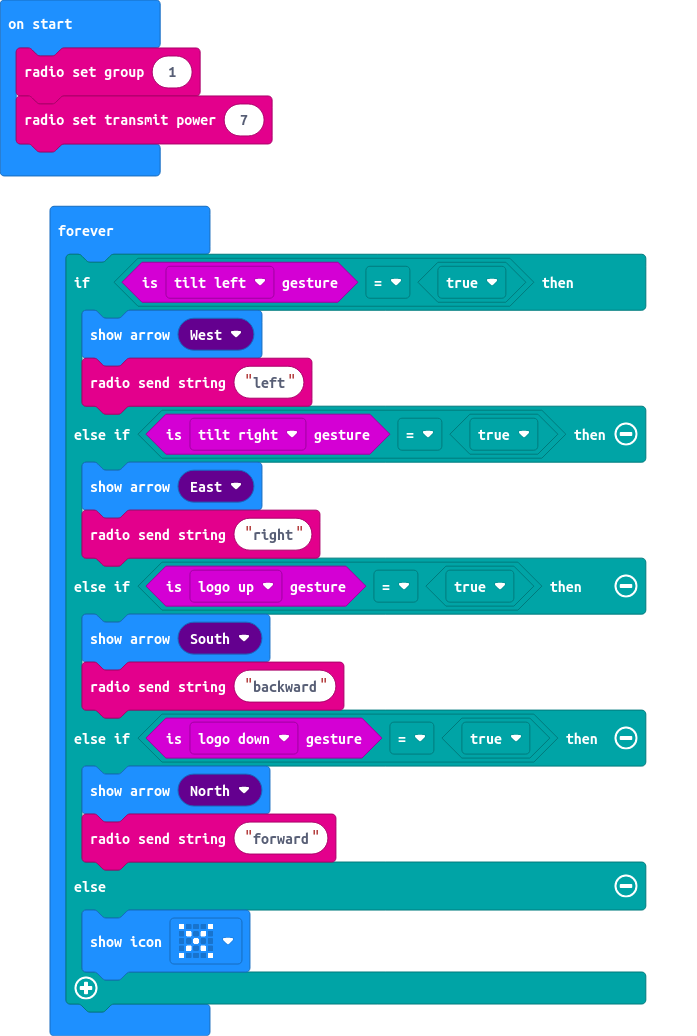 on start
radio set group 1
radio set transmit power 7
forever
if is tilt left gesture = true then
show arrow West
radio send string "left"
else if is tilt right gesture = true then
show arrow East
radio send string "right"
else if is logo up gesture = true then
show arrow South
radio send string "backward"
else if is logo down gesture = true then
show arrow North
radio send string "forward"
else
show icon